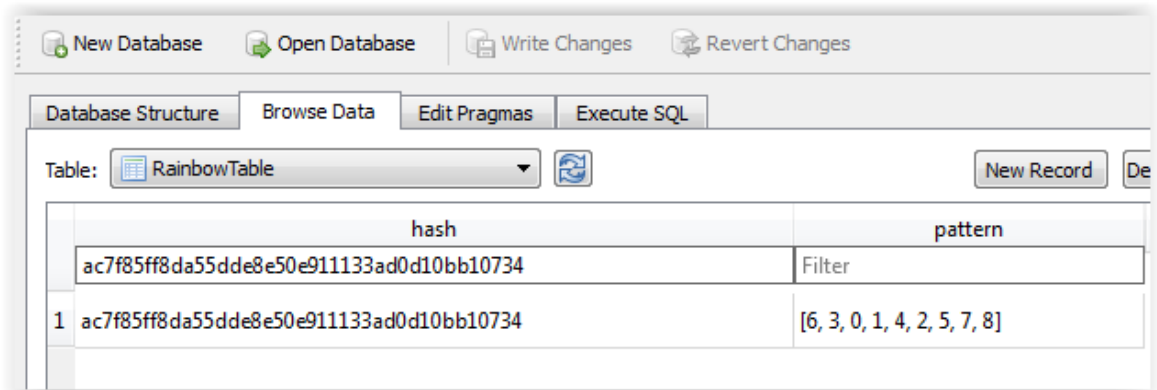 New Database Open Database Write Changes Revert Changes
Database Structure Browse Data Edit Pragmas Execute SQL
Table: RainbowTable New Record De
hash pattern
ac7f85ff8da55dde8e50e911133ad0d10bb10734 Filter
1 ac7f85ff8da55dde8e50e911133ad0d10bb10734 [6, 3, 0, 1, 4, 2, 5, 7, 8]